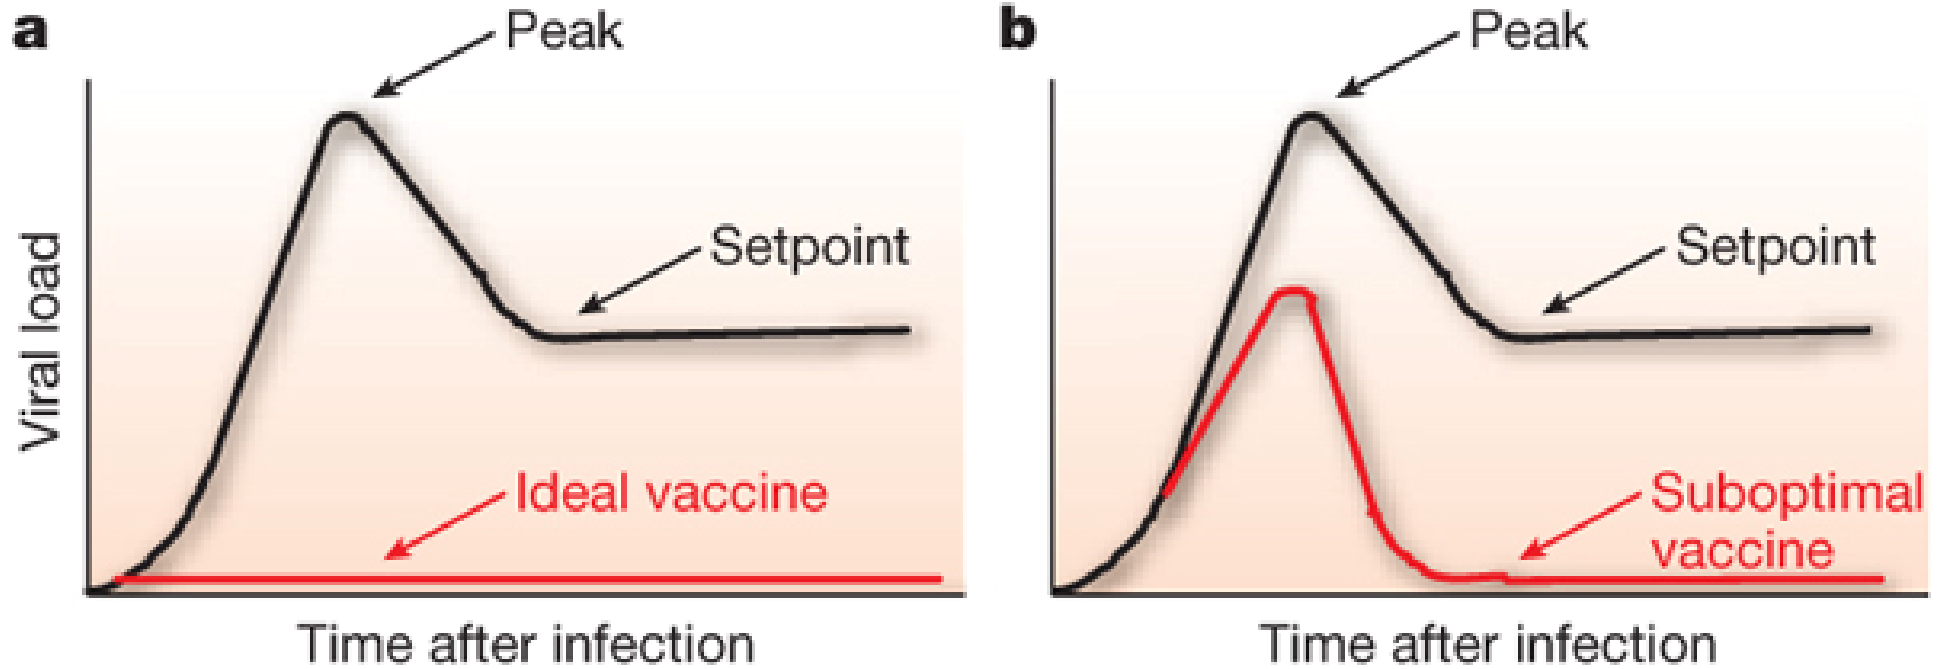 a
Peak
Setpoint
Ideal vaccine
Viral load
Time after infection
b
Peak
Setpoint
Suboptimal
vaccine
Time after infection